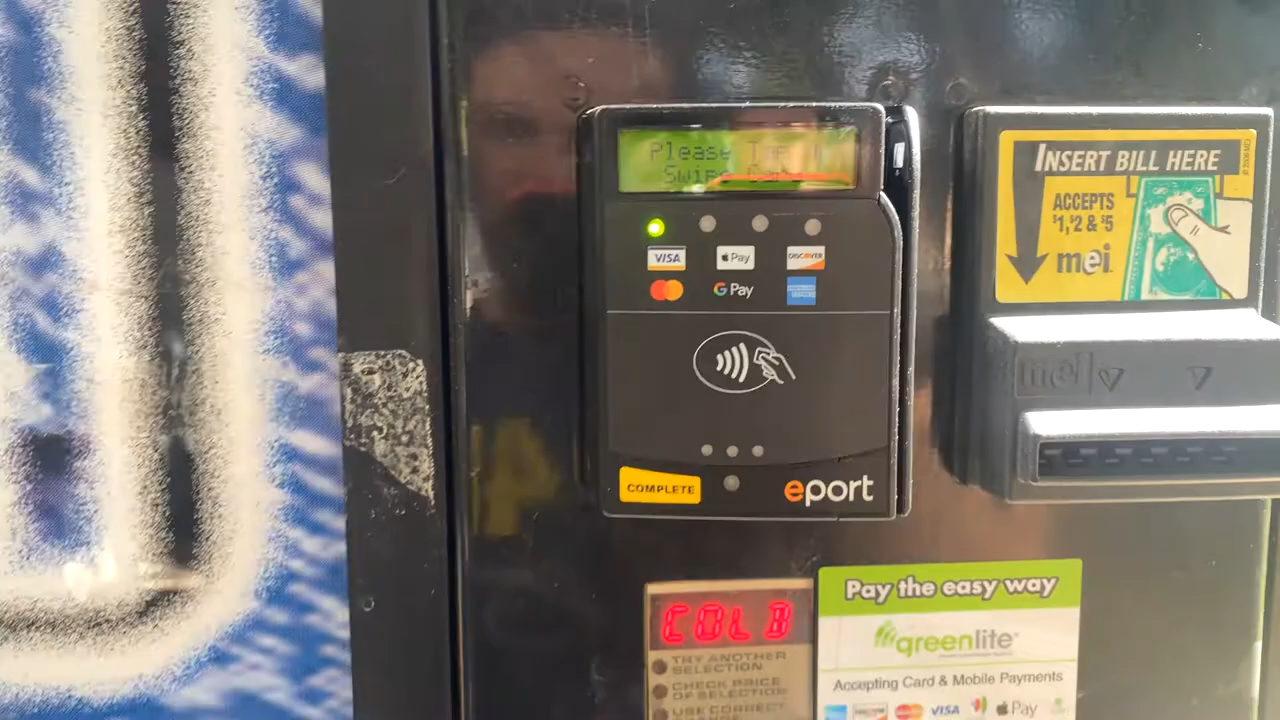 Please Tap Or
Swipe Card
VISA
Pay
DISCOVER
G Pay
COMPLETE
eport
INSERT BILL HERE
ACCEPTS
$1, $2 & $5
mei
mei
COLD
TRY ANOTHER
SELECTION
CHECK PRICE
OF SELECTION
USE CORRECT
Pay the easy way
greenlite
Accepting Card & Mobile Payments
VISA
Pay